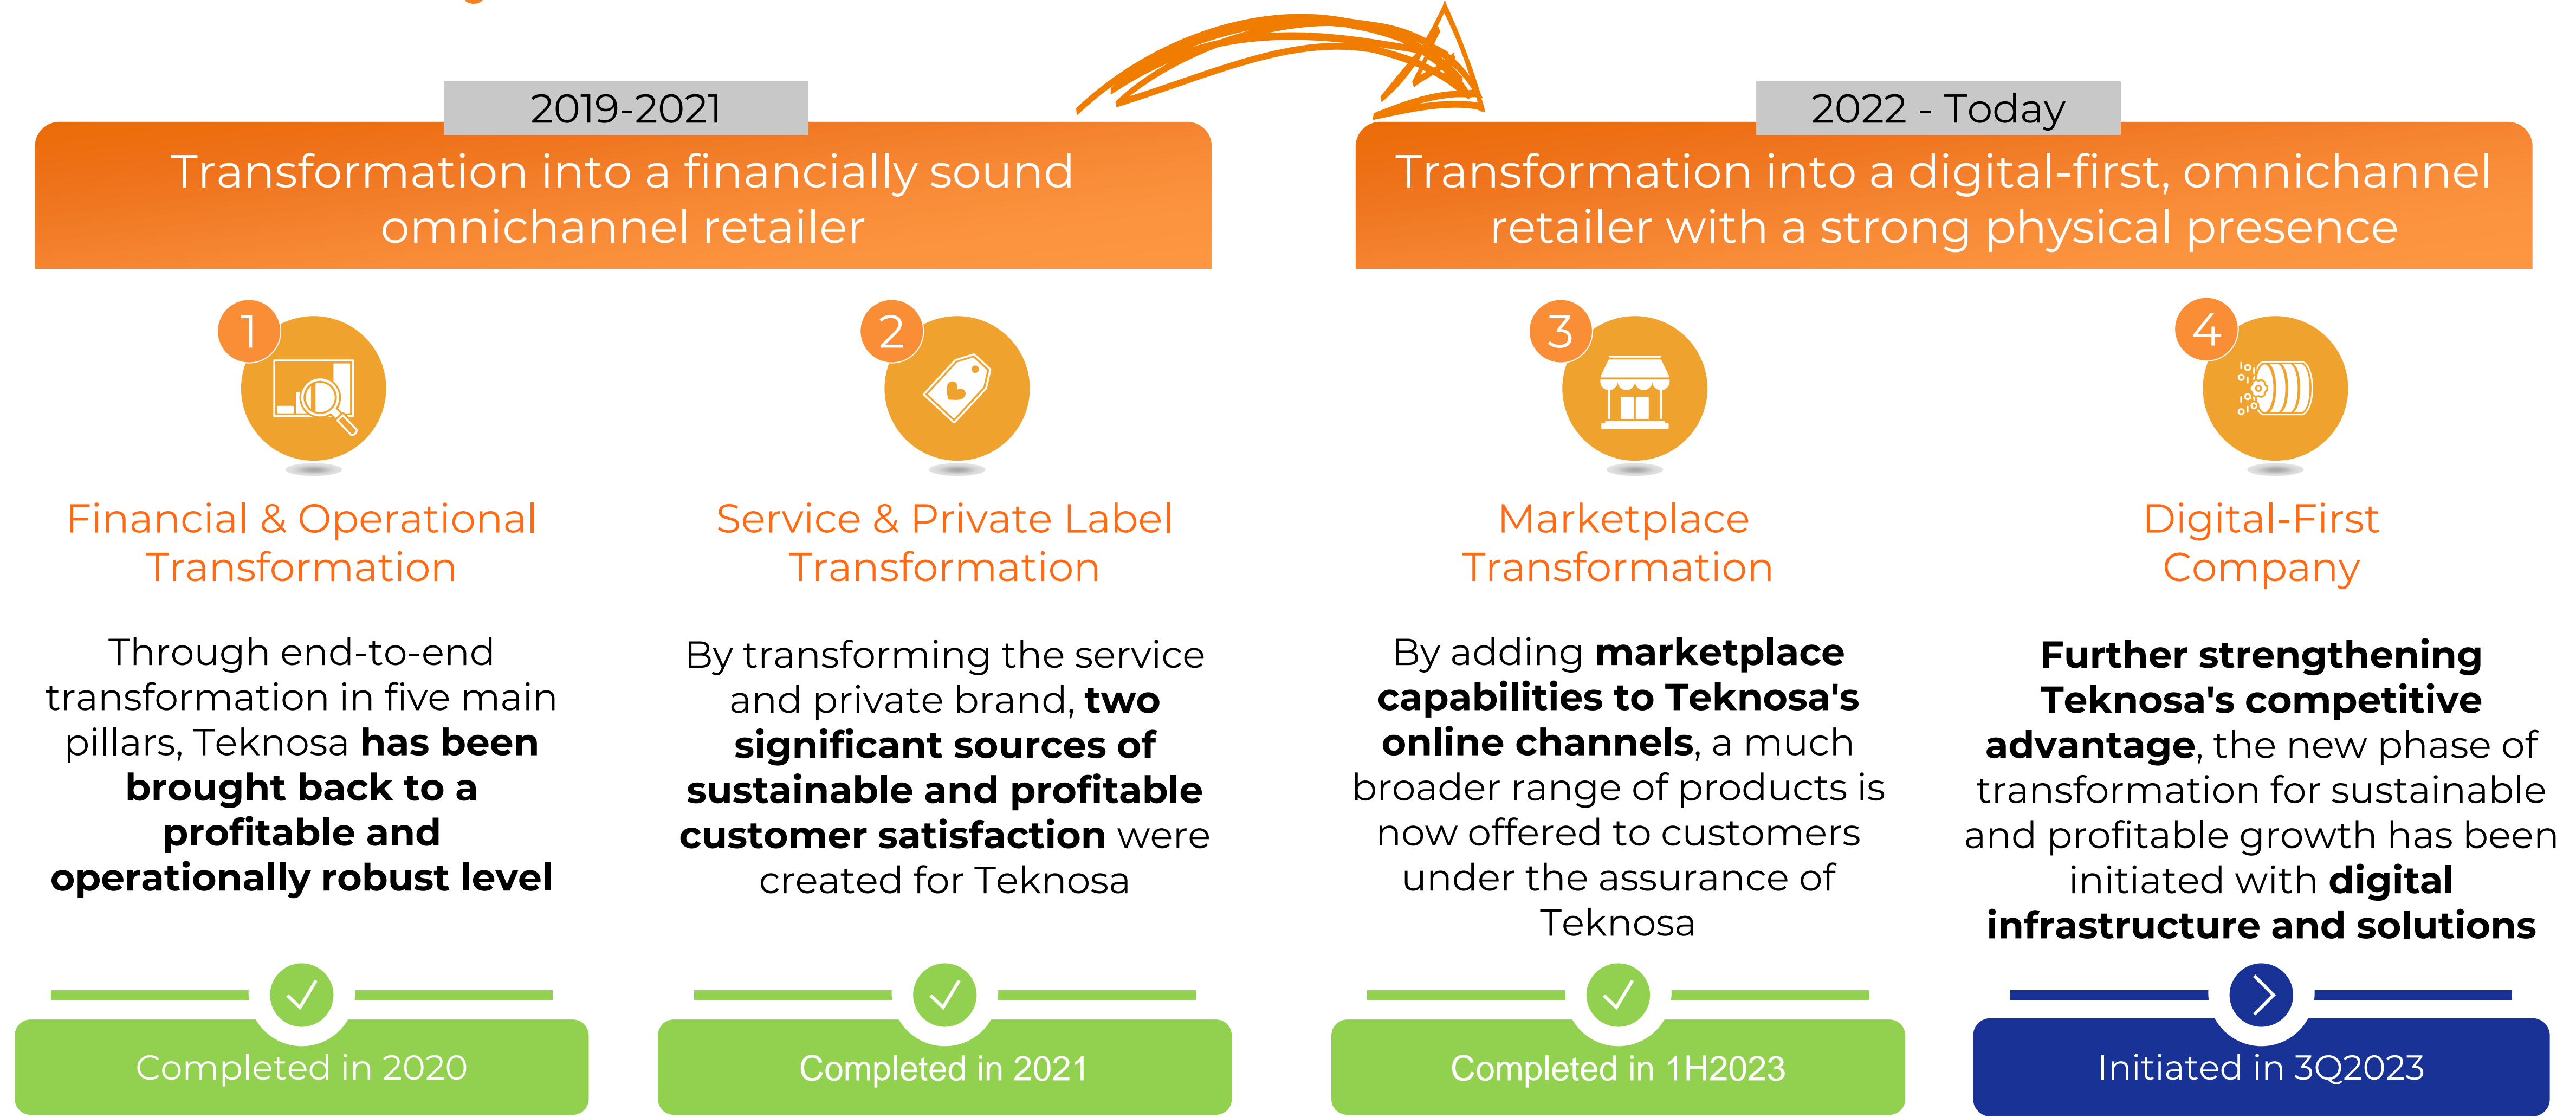 2019-2021
Transformation into a financially sound
omnichannel retailer
2022 - Today
Transformation into a digital-first, omnichannel
retailer with a strong physical presence
1
Financial & Operational
Transformation
Through end-to-end
transformation in five main
pillars, Teknosa has been
brought back to a
profitable and
operationally robust level
Completed in 2020
2
Service & Private Label
Transformation
By transforming the service
and private brand, two
significant sources of
sustainable and profitable
customer satisfaction were
created for Teknosa
Completed in 2021
3
Marketplace
Transformation
By adding marketplace
capabilities to Teknosa's
online channels, a much
broader range of products is
now offered to customers
under the assurance of
Teknosa
Completed in 1H2023
4
Digital-First
Company
Further strengthening
Teknosa's competitive
advantage, the new phase of
transformation for sustainable
and profitable growth has been
initiated with digital
infrastructure and solutions
Initiated in 3Q2023